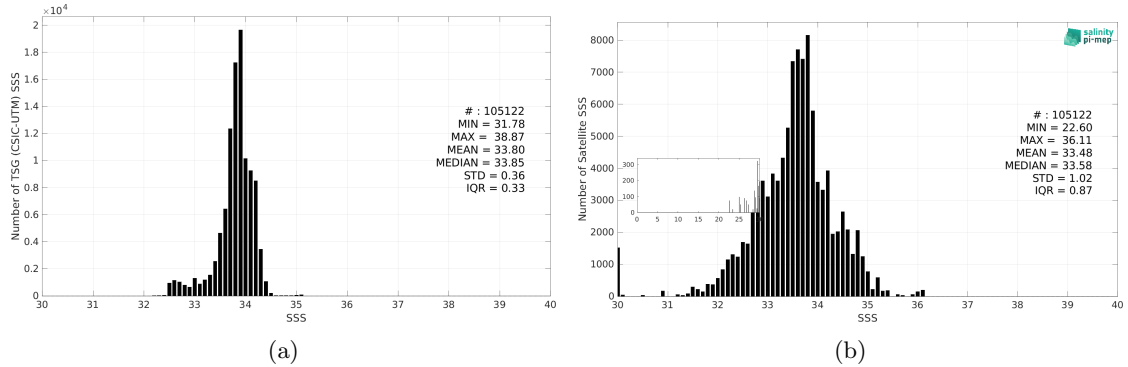 ×10⁴
2
1.8
1.6
1.4
1.2
1
0.8
0.6
0.4
0.2
0
Number of TSG (CSIC-UTM) SSS
# : 105122
MIN = 31.78
MAX = 38.87
MEAN = 33.80
MEDIAN = 33.85
STD = 0.36
IQR = 0.33
30 31 32 33 34 35 36 37 38 39 40
SSS
(a)
salinity
pi-mep
8000
7000
6000
5000
4000
3000
2000
1000
0
Number of Satellite SSS
# : 105122
MIN = 22.60
MAX = 36.11
MEAN = 33.48
MEDIAN = 33.58
STD = 1.02
IQR = 0.87
300
200
100
0
0 5 10 15 20 25 30
30 31 32 33 34 35 36 37 38 39 40
SSS
(b)